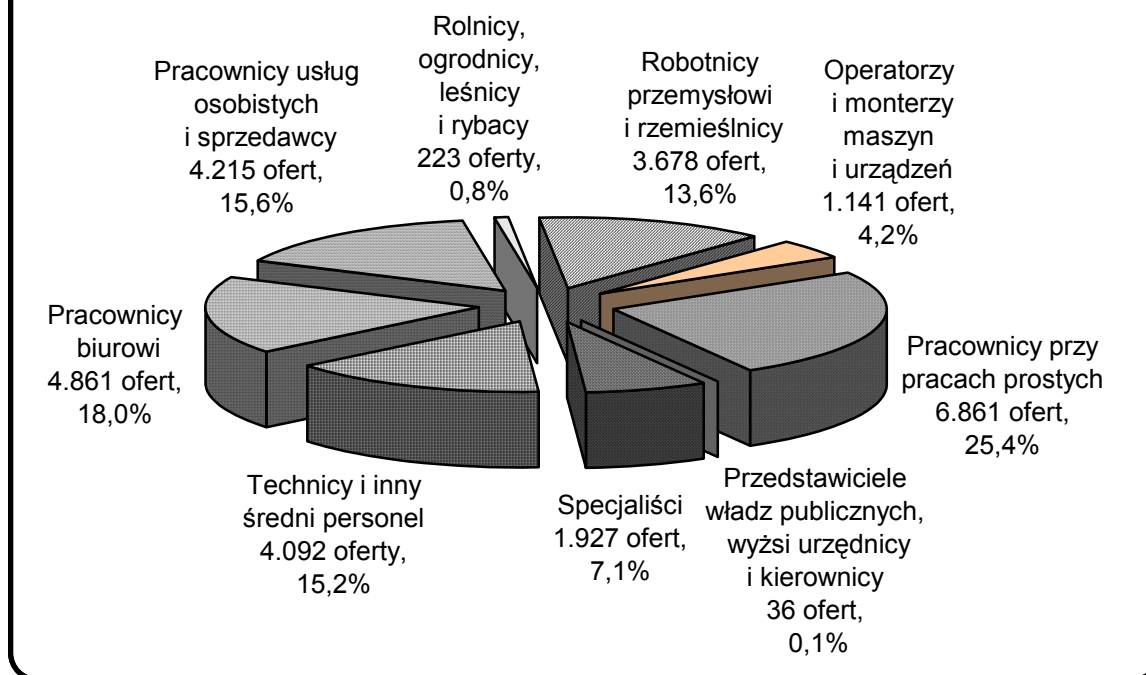 Rolnicy,
ogrodnicy,
leśnicy
i rybacy
223 oferty,
0,8%
Pracownicy usług
osobistych
i sprzedawcy
4.215 ofert,
15,6%
Robotnicy
przemysłowi
i rzemieślnicy
3.678 ofert,
13,6%
Operatorzy
i monterzy
maszyn
i urządzeń
1.141 ofert,
4,2%
Pracownicy
biurowi
4.861 ofert,
18,0%
Pracownicy przy
pracach prostych
6.861 ofert,
25,4%
Technicy i inny
średni personel
4.092 oferty,
15,2%
Specjaliści
1.927 ofert,
7,1%
Przedstawiciele
władz publicznych,
wyżsi urzędnicy
i kierownicy
36 ofert,
0,1%